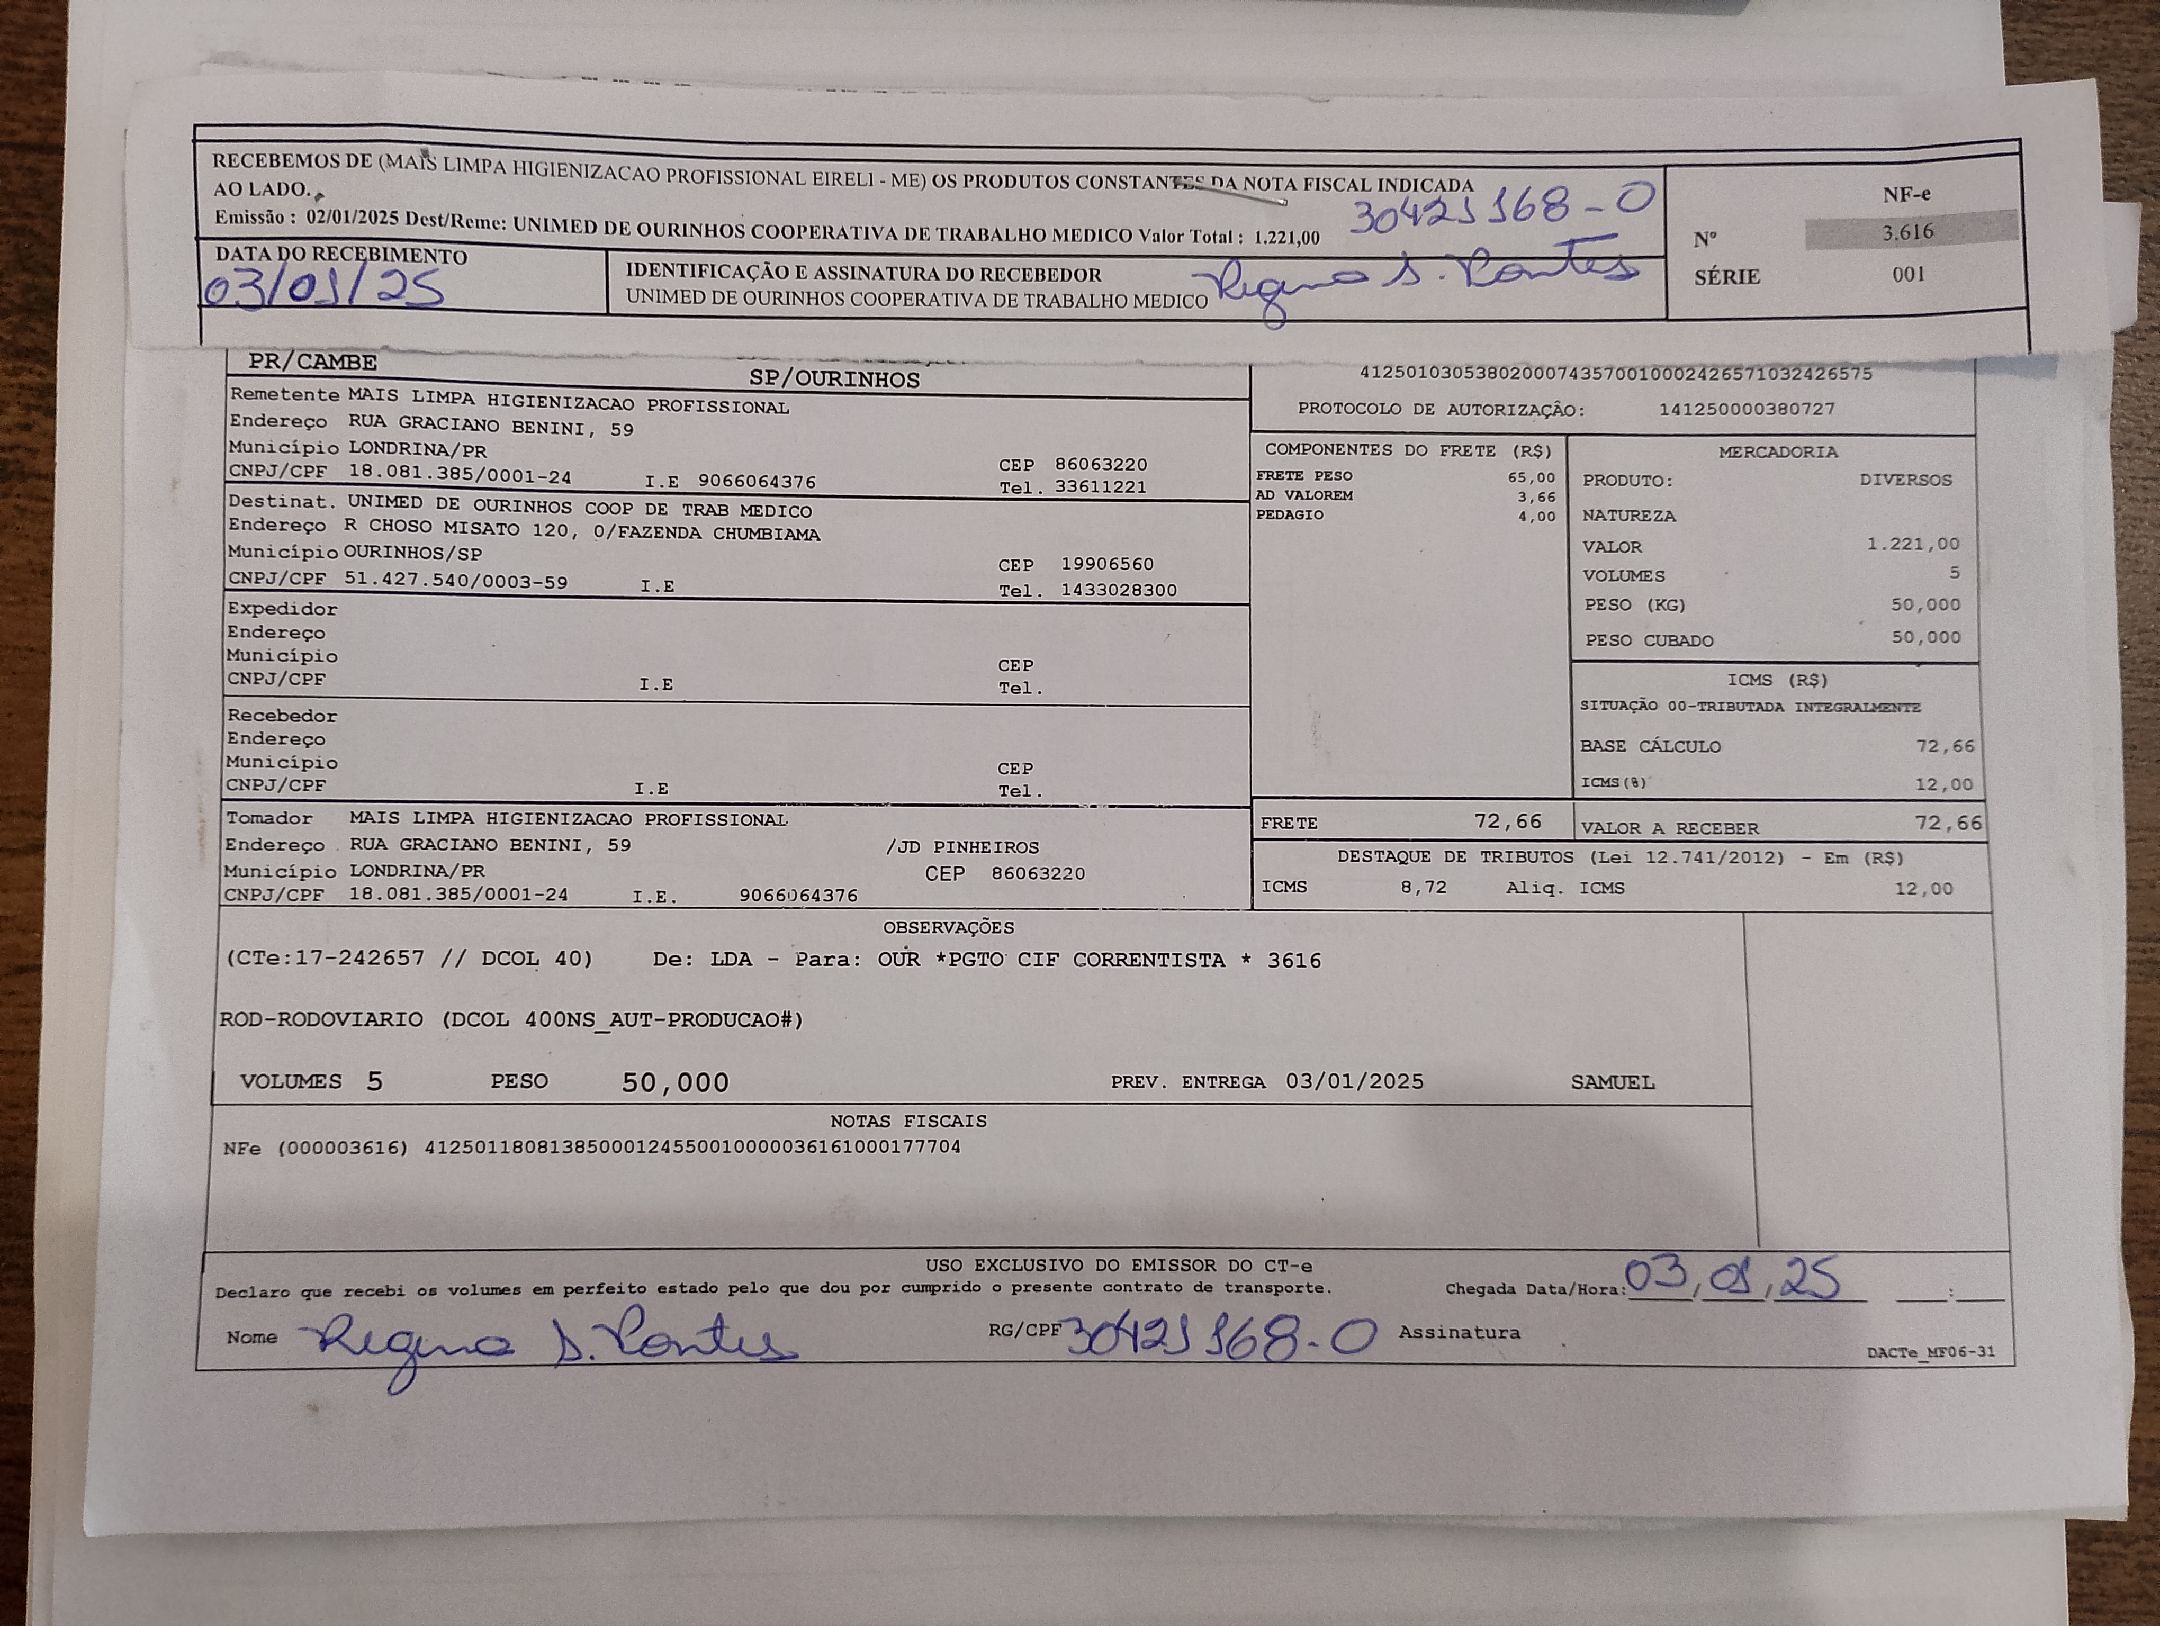 RECEBEMOS DE (MAIS LIMPA HIGIENIZACAO PROFISSIONAL EIRELI - ME) OS PRODUTOS CONSTANTES DA NOTA FISCAL INDICADA
AO LADO.
30421168-0
Emissão : 02/01/2025 Dest/Reme: UNIMED DE OURINHOS COOPERATIVA DE TRABALHO MEDICO Valor Total : 1.221,00
NF-e
Nº 3.616
SÉRIE 001
DATA DO RECEBIMENTO
03/01/25
IDENTIFICAÇÃO E ASSINATURA DO RECEBEDOR
UNIMED DE OURINHOS COOPERATIVA DE TRABALHO MEDICO Regina S. Pontes
PR/CAMBE SP/OURINHOS
41250103053802000743570010002426571032426575
PROTOCOLO DE AUTORIZAÇÃO: 141250000380727
Remetente MAIS LIMPA HIGIENIZACAO PROFISSIONAL
Endereço RUA GRACIANO BENINI, 59
Município LONDRINA/PR CEP 86063220
CNPJ/CPF 18.081.385/0001-24 I.E 9066064376 Tel. 33611221
Destinat. UNIMED DE OURINHOS COOP DE TRAB MEDICO
Endereço R CHOSO MISATO 120, 0/FAZENDA CHUMBIAMA
Município OURINHOS/SP CEP 19906560
CNPJ/CPF 51.427.540/0003-59 I.E Tel. 1433028300
Expedidor
Endereço
Município CEP
CNPJ/CPF I.E Tel.
Recebedor
Endereço
Município CEP
CNPJ/CPF I.E Tel.
Tomador MAIS LIMPA HIGIENIZACAO PROFISSIONAL
Endereço RUA GRACIANO BENINI, 59 /JD PINHEIROS
Município LONDRINA/PR CEP 86063220
CNPJ/CPF 18.081.385/0001-24 I.E. 9066064376
COMPONENTES DO FRETE (R$)
FRETE PESO 65,00
AD VALOREM 3,66
PEDAGIO 4,00
MERCADORIA
PRODUTO: DIVERSOS
NATUREZA
VALOR 1.221,00
VOLUMES 5
PESO (KG) 50,000
PESO CUBADO 50,000
ICMS (R$)
SITUAÇÃO 00-TRIBUTADA INTEGRALMENTE
BASE CÁLCULO 72,66
ICMS(%) 12,00
FRETE 72,66 VALOR A RECEBER 72,66
DESTAQUE DE TRIBUTOS (Lei 12.741/2012) - Em (R$)
ICMS 8,72 Aliq. ICMS 12,00
OBSERVAÇÕES
(CTe:17-242657 // DCOL 40) De: LDA - Para: OUR *PGTO CIF CORRENTISTA * 3616
ROD-RODOVIARIO (DCOL 400NS_AUT-PRODUCAO#)
VOLUMES 5 PESO 50,000 PREV. ENTREGA 03/01/2025 SAMUEL
NOTAS FISCAIS
NFe (000003616) 41250118081385000124550010000036161000177704
USO EXCLUSIVO DO EMISSOR DO CT-e
Declaro que recebi os volumes em perfeito estado pelo que dou por cumprido o presente contrato de transporte. Chegada Data/Hora: 03,01,25 :
Nome Regina S. Pontes RG/CPF 30421168-0 Assinatura
DACTe_MF06-31